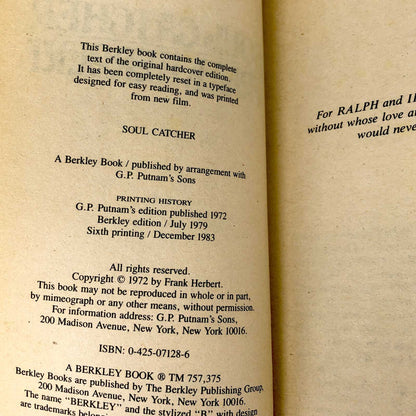 This Berkley book contains the complete
text of the original hardcover edition.
It has been completely reset in a typeface
designed for easy reading, and was printed
from new film.
SOUL CATCHER
A Berkley Book / published by arrangement with
G.P. Putnam's Sons
PRINTING HISTORY
G.P. Putnam's edition published 1972
Berkley edition / July 1979
Sixth printing / December 1983
All rights reserved.
Copyright © 1972 by Frank Herbert.
This book may not be reproduced in whole or in part,
by mimeograph or any other means, without permission.
For information address: G.P. Putnam's Sons,
200 Madison Avenue, New York, New York 10016.
ISBN: 0-425-07128-6
A BERKLEY BOOK ® TM 757,375
Berkley Books are published by The Berkley Publishing Group,
200 Madison Avenue, New York, New York 10016.
The name "BERKLEY" and the stylized "B" with design
are trademarks
For RALPH and
without whose love
would